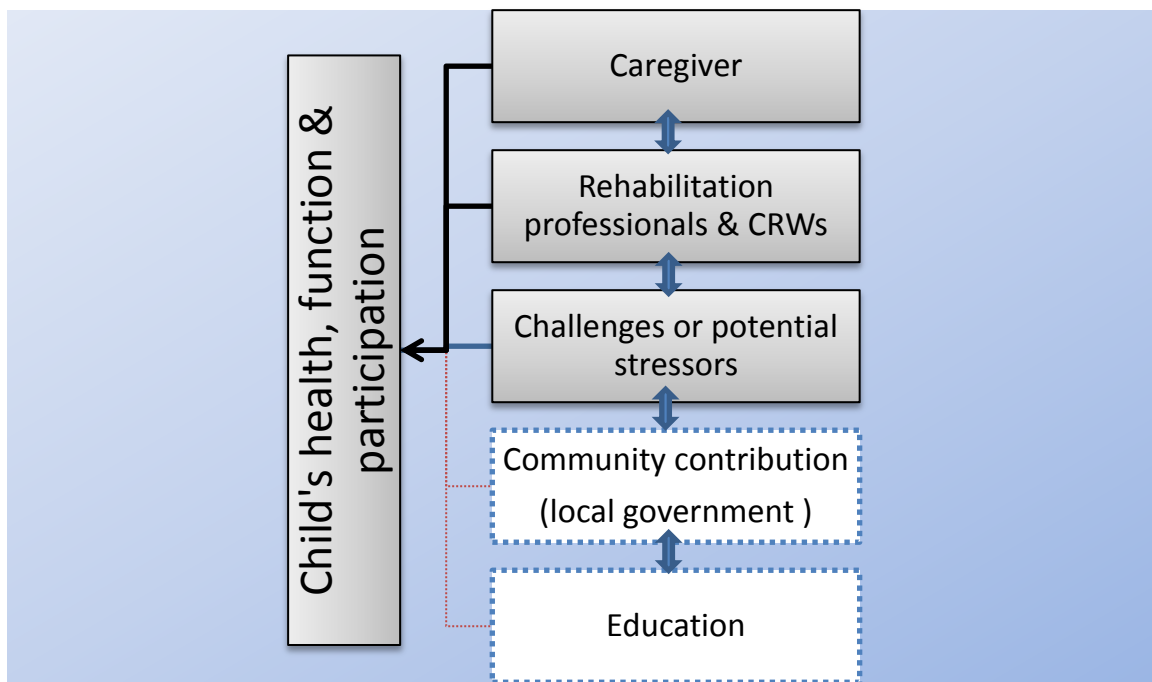 Child's health, function &
participation
Caregiver
Rehabilitation
professionals & CRWs
Challenges or potential
stressors
Community contribution
(local government )
Education